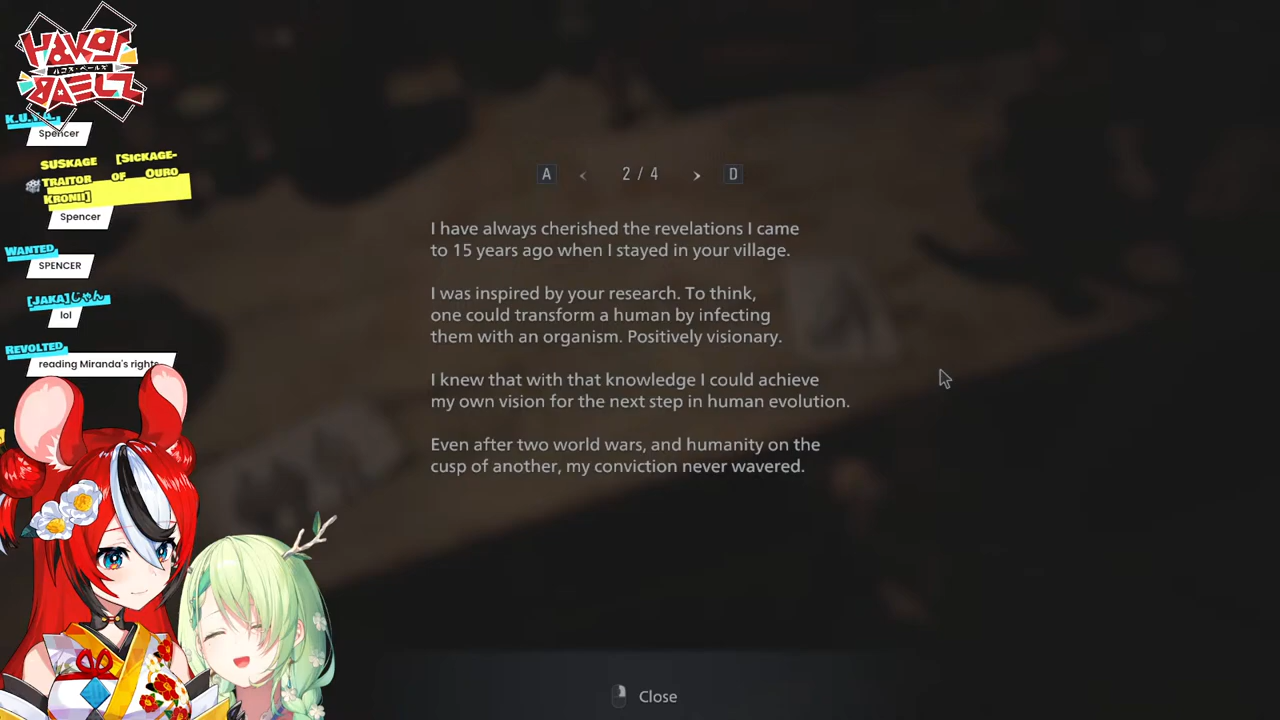 HAKOS
ハコス・ベールズ
BAELZ
Spencer
SUSKAGE [SICKAGE-
TRAITOR OF OURO
KRONII]
Spencer
WANTED
SPENCER
[JAKA]じゃん
lol
REVOLTED
reading Miranda's rights
A < 2 / 4 > D
I have always cherished the revelations I came
to 15 years ago when I stayed in your village.
I was inspired by your research. To think,
one could transform a human by infecting
them with an organism. Positively visionary.
I knew that with that knowledge I could achieve
my own vision for the next step in human evolution.
Even after two world wars, and humanity on the
cusp of another, my conviction never wavered.
Close